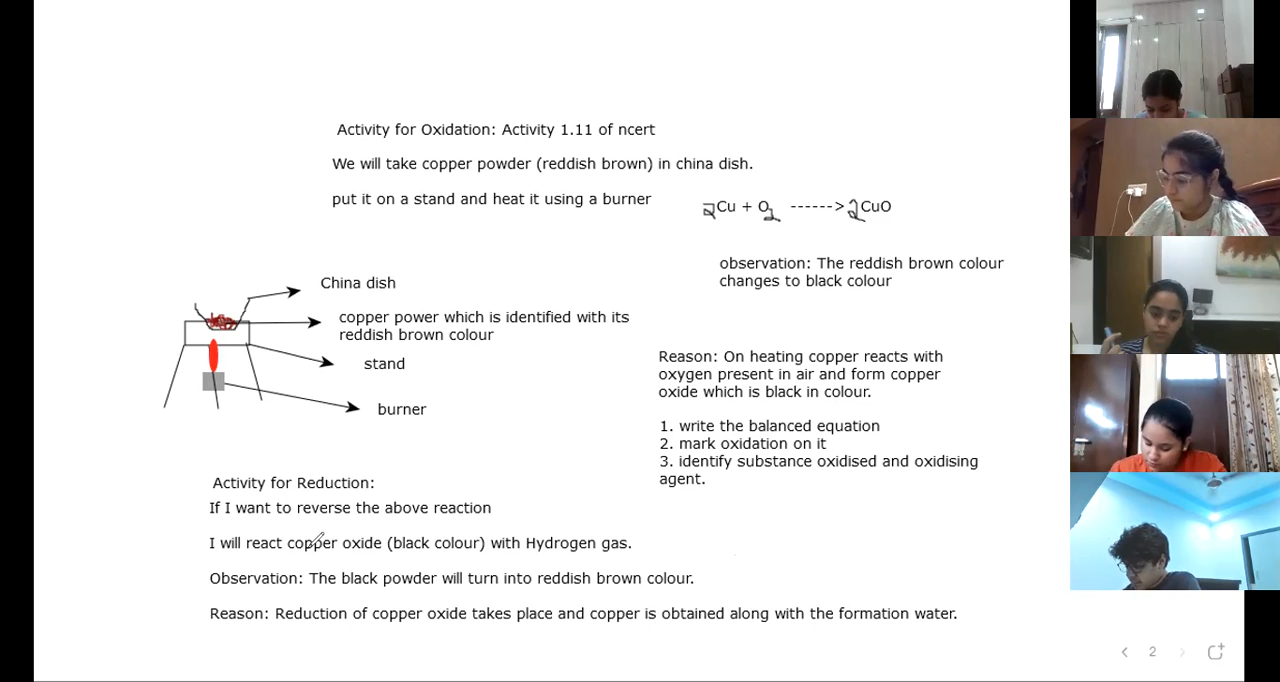 Activity for Oxidation: Activity 1.11 of ncert
We will take copper powder (reddish brown) in china dish.
put it on a stand and heat it using a burner
2Cu + O2 ------> 2CuO
observation: The reddish brown colour
changes to black colour
China dish
copper power which is identified with its
reddish brown colour
stand
burner
Reason: On heating copper reacts with
oxygen present in air and form copper
oxide which is black in colour.
1. write the balanced equation
2. mark oxidation on it
3. identify substance oxidised and oxidising
agent.
Activity for Reduction:
If I want to reverse the above reaction
I will react copper oxide (black colour) with Hydrogen gas.
Observation: The black powder will turn into reddish brown colour.
Reason: Reduction of copper oxide takes place and copper is obtained along with the formation water.
< 2 >